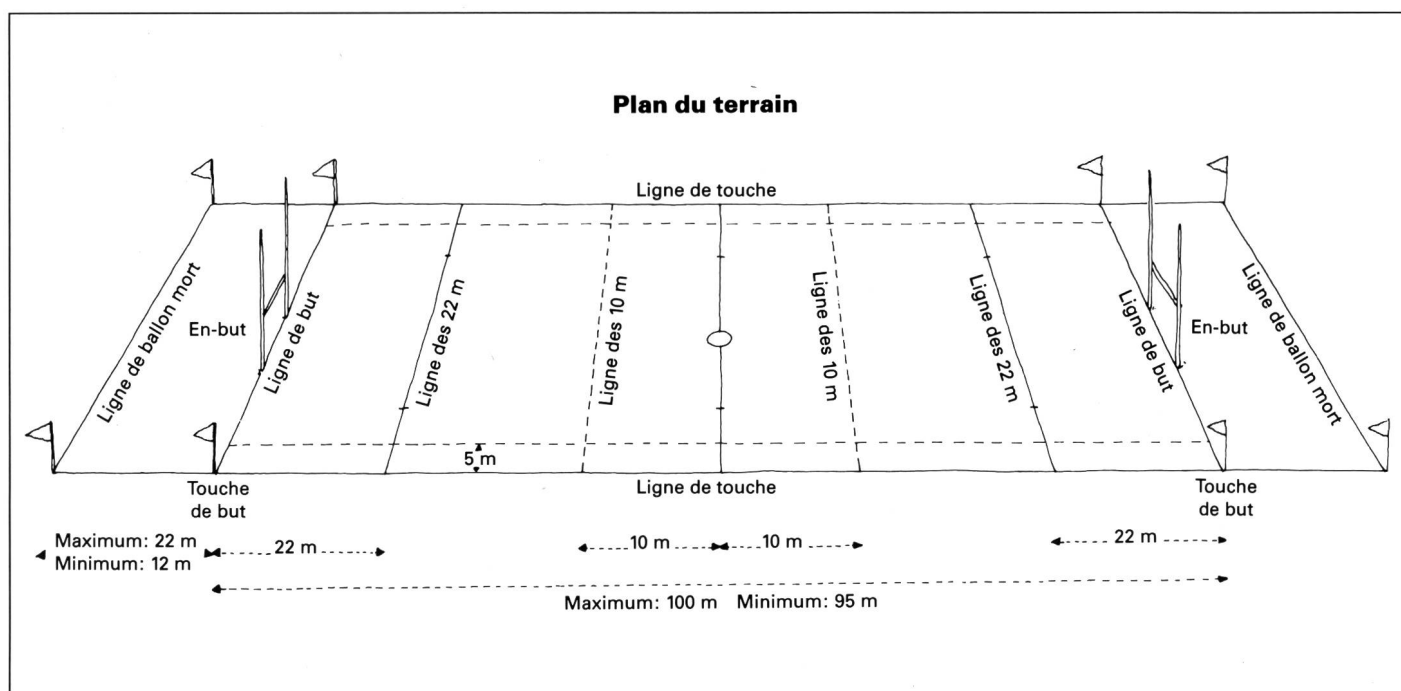 Plan du terrain
Ligne de touche
Ligne de ballon mort
En-but
Ligne de but
Ligne des 22 m
Ligne des 10 m
Ligne des 10 m
Ligne des 22 m
Ligne de but
En-but
Ligne de ballon mort
5 m
Touche
de but
Ligne de touche
Touche
de but
Maximum: 22 m
Minimum: 12 m
22 m
10 m
10 m
22 m
Maximum: 100 m Minimum: 95 m